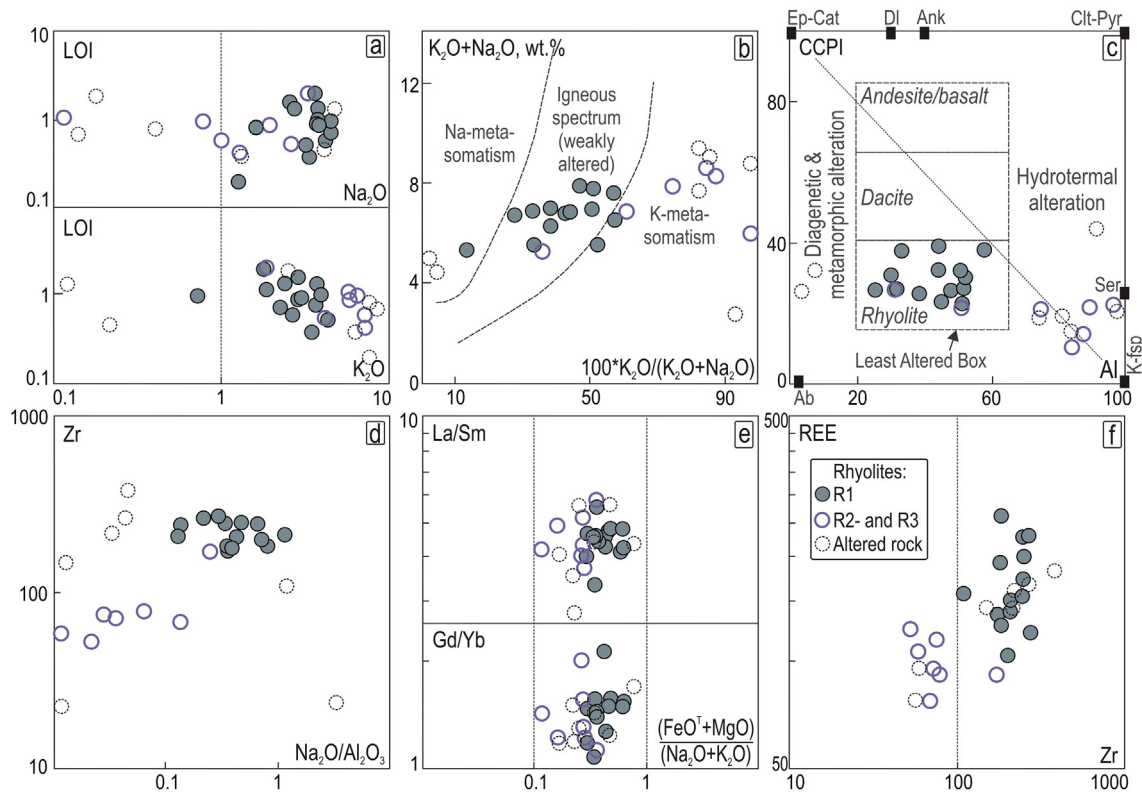 10
LOI
a
1
0.1
Na₂O
LOI
1
0.1
K₂O
0.1
1
10
K₂O+Na₂O, wt.%
b
12
8
4
0
Na-meta-
somatism
Igneous
spectrum
(weakly
altered)
K-meta-
somatism
100*K₂O/(K₂O+Na₂O)
10
50
90
Ep-Cat
Dl
Ank
Clt-Pyr
CCPI
c
80
40
0
Andesite/basalt
Dacite
Rhyolite
Diagenetic &
metamorphic alteration
Hydrotermal
alteration
Least Altered Box
Ser
K-fsp
AI
Ab
20
60
100
1000
Zr
d
100
10
Na₂O/Al₂O₃
0.1
1
10
La/Sm
e
Gd/Yb
1
(FeOᵀ+MgO)
(Na₂O+K₂O)
0.1
1
500
REE
f
Rhyolites:
R1
R2- and R3
Altered rock
50
Zr
10
100
1000